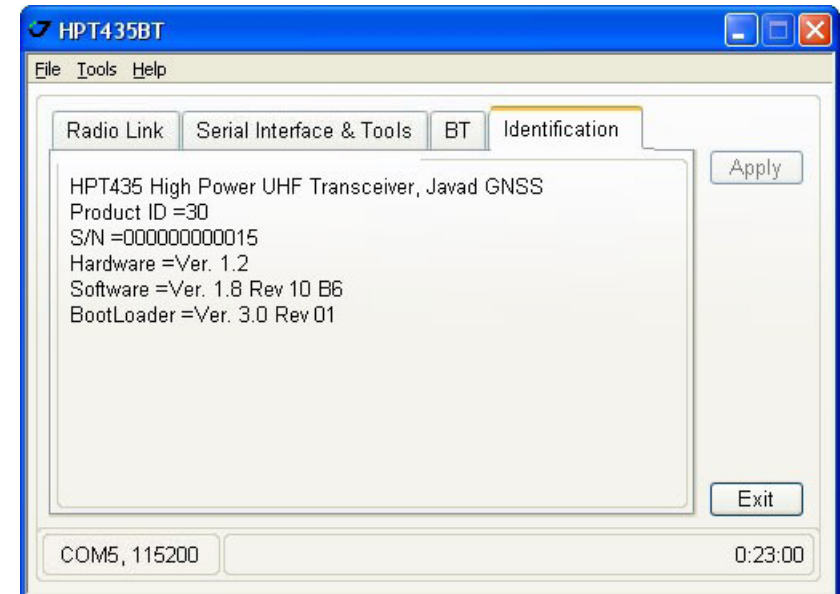 HPT435BT
File Tools Help
Radio Link Serial Interface & Tools BT Identification
Apply
HPT435 High Power UHF Transceiver, Javad GNSS
Product ID =30
S/N =000000000015
Hardware =Ver. 1.2
Software =Ver. 1.8 Rev 10 B6
BootLoader =Ver. 3.0 Rev 01
Exit
COM5, 115200 0:23:00